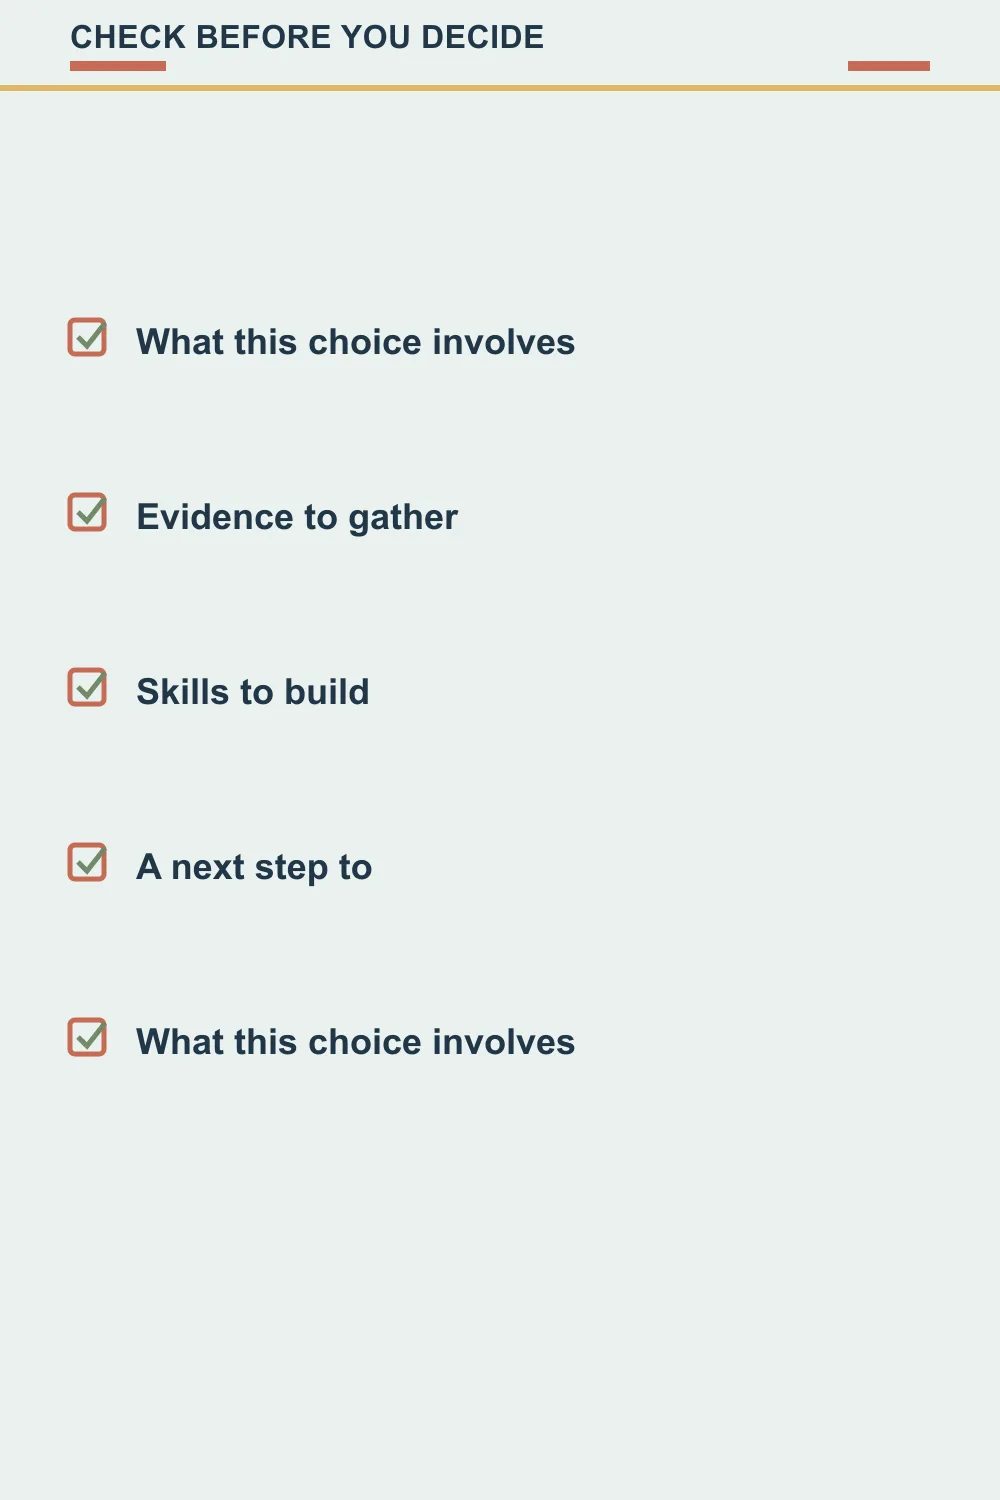 CHECK BEFORE YOU DECIDE
What this choice involves
Evidence to gather
Skills to build
A next step to
What this choice involves